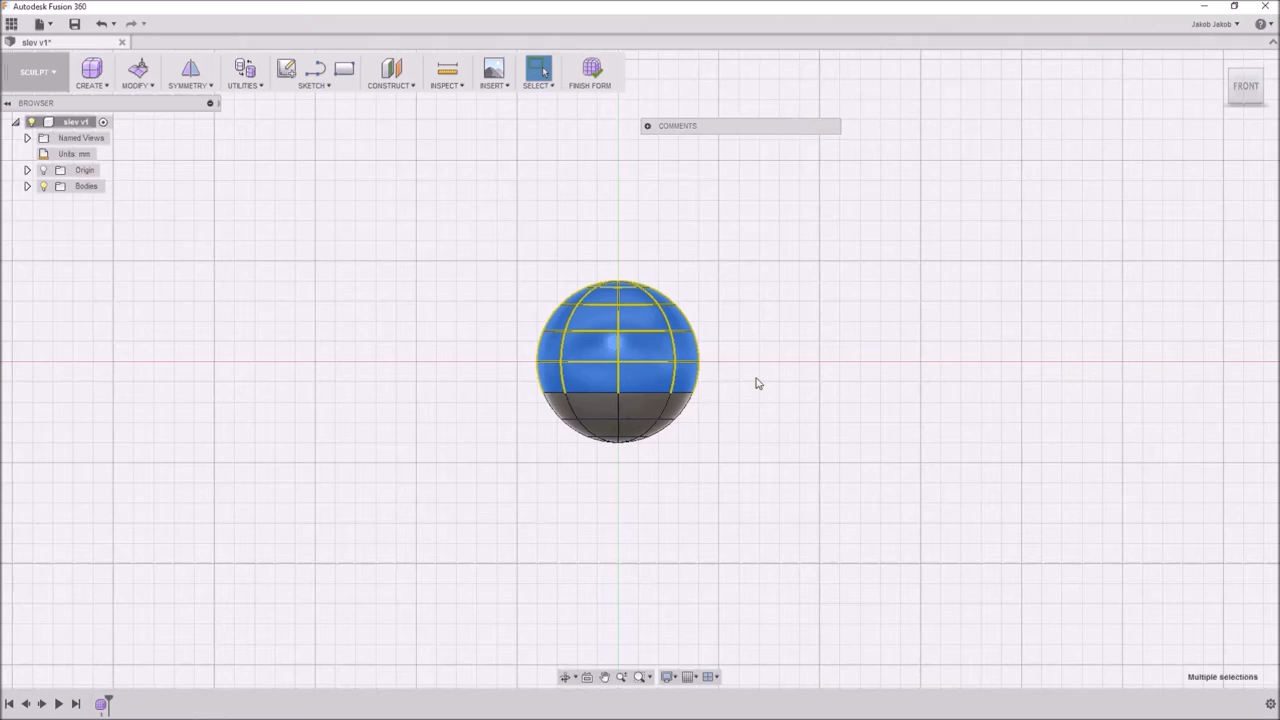 Autodesk Fusion 360
Jakob Jakob
slev v1*
SCULPT
CREATE
MODIFY
SYMMETRY
UTILITIES
SKETCH
CONSTRUCT
INSPECT
INSERT
SELECT
FINISH FORM
FRONT
BROWSER
COMMENTS
slev v1
Named Views
Units: mm
Origin
Bodies
Multiple selections